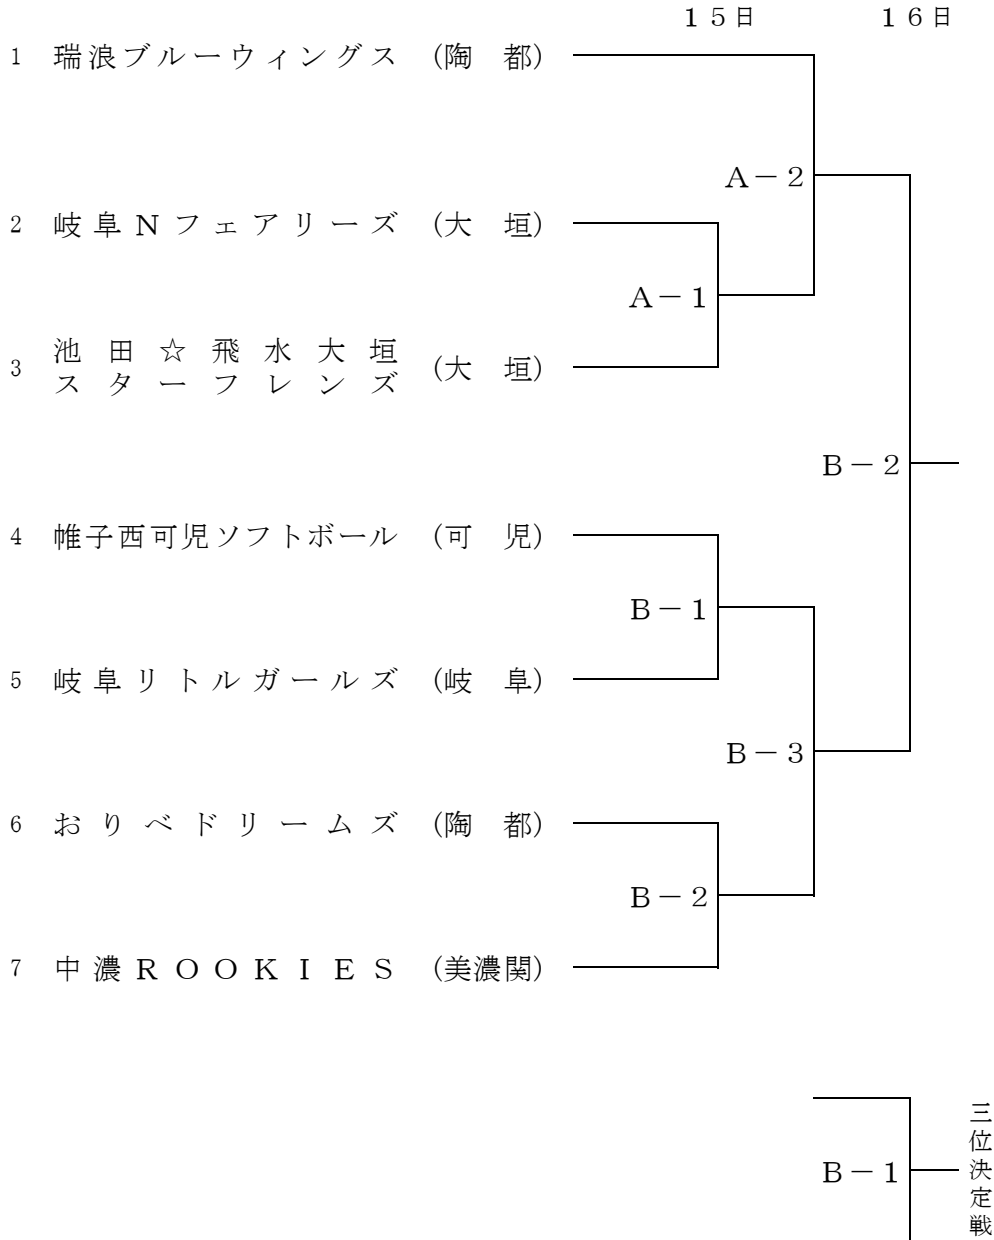 １５日 １６日
1 瑞浪ブルーウィングス (陶 都)
A－2
2 岐阜Nフェアリーズ (大 垣)
A－1
3 池田☆飛水大垣
スターフレンズ (大 垣)
B－2
4 帷子西可児ソフトボール (可 児)
B－1
5 岐阜リトルガールズ (岐 阜)
B－3
6 おりべドリームズ (陶 都)
B－2
7 中濃ROOKIES (美濃関)
B－1
三位決定戦